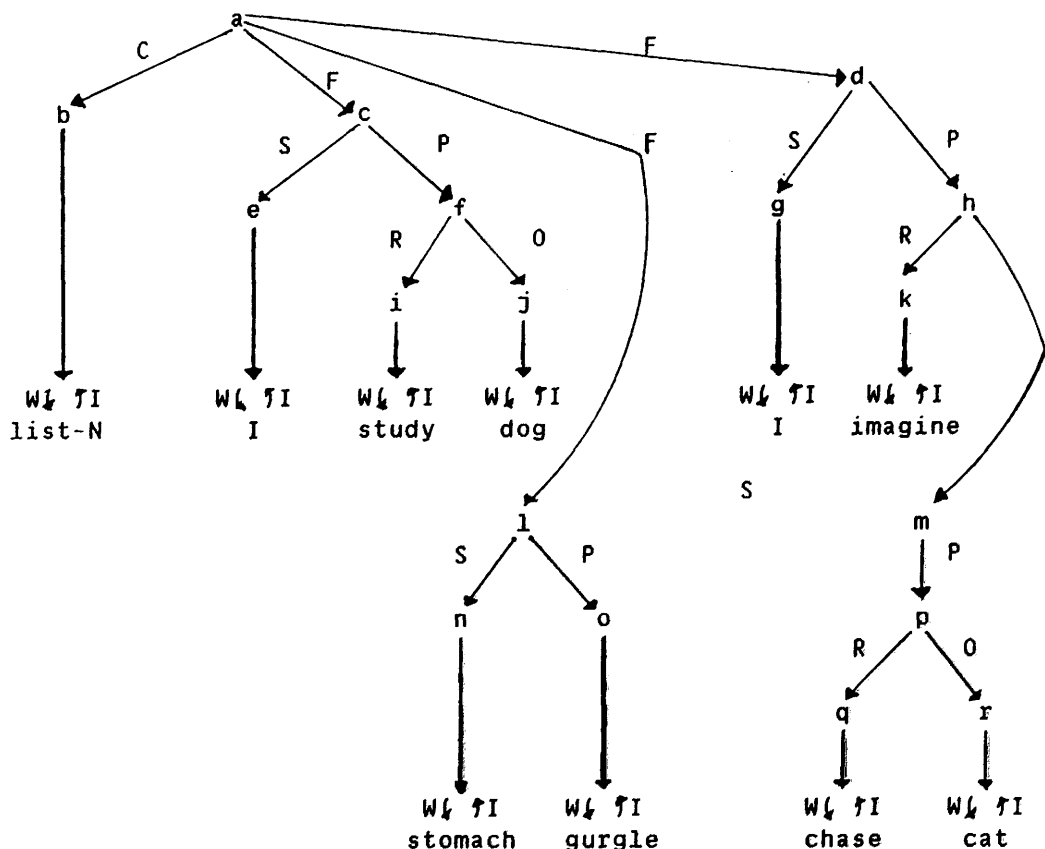 a
C F F
d
b F c F
S P S P
e f g h
R O R
i j k
W I W I W I W I W I W I
list-N I study dog I imagine
S
l m
S P P
n o p
R O
q r
W I W I W I W I
stomach gurgle chase cat